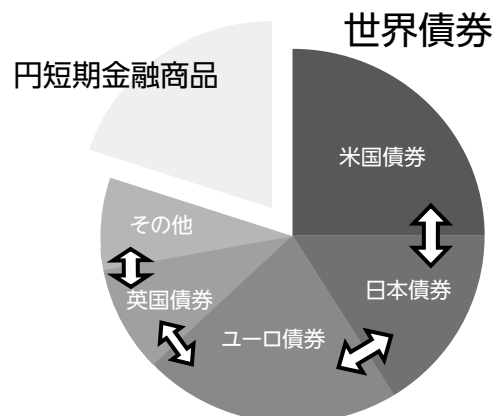 世界債券
円短期金融商品
米国債券
日本債券
ユーロ債券
英国債券
その他